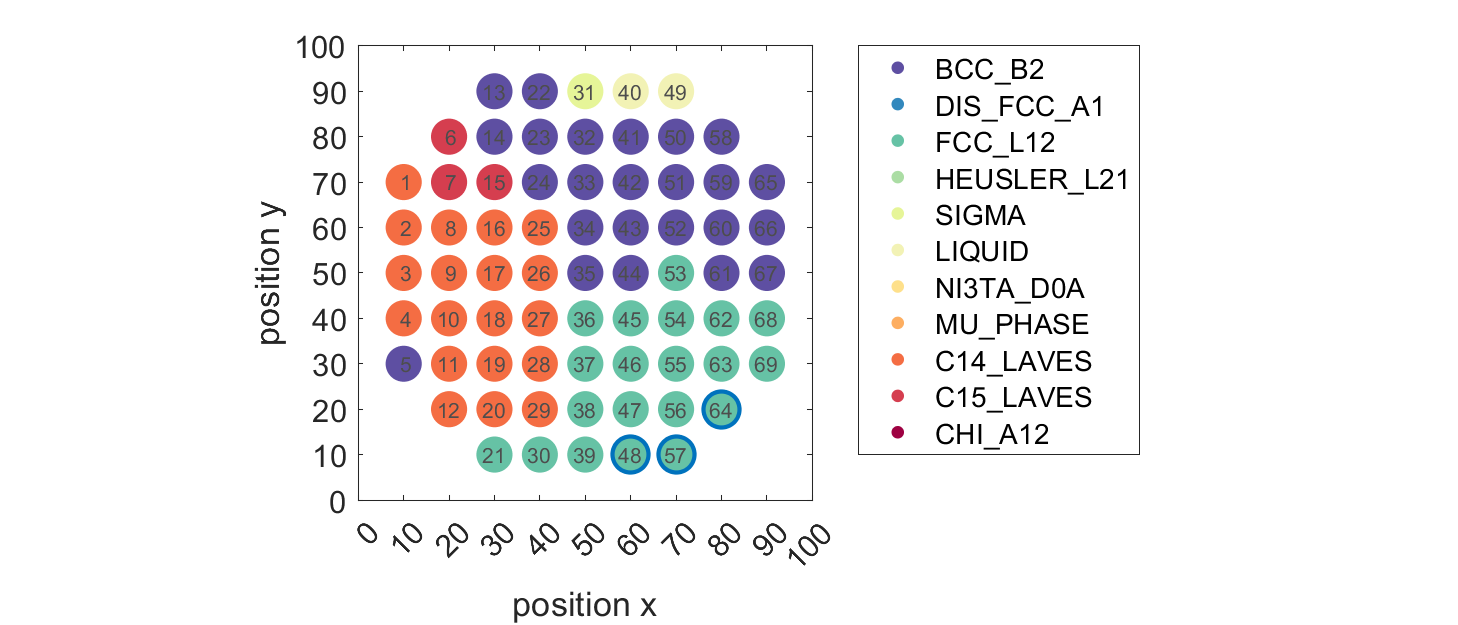 100
90
80
70
60
50
40
30
20
10
0
position y
13 22 31 40 49
6 14 23 32 41 50 58
1 7 15 24 33 42 51 59 65
2 8 16 25 34 43 52 60 66
3 9 17 26 35 44 53 61 67
4 10 18 27 36 45 54 62 68
5 11 19 28 37 46 55 63 69
12 20 29 38 47 56 64
21 30 39 48 57
0 10 20 30 40 50 60 70 80 90 100
position x
BCC_B2
DIS_FCC_A1
FCC_L12
HEUSLER_L21
SIGMA
LIQUID
NI3TA_D0A
MU_PHASE
C14_LAVES
C15_LAVES
CHI_A12